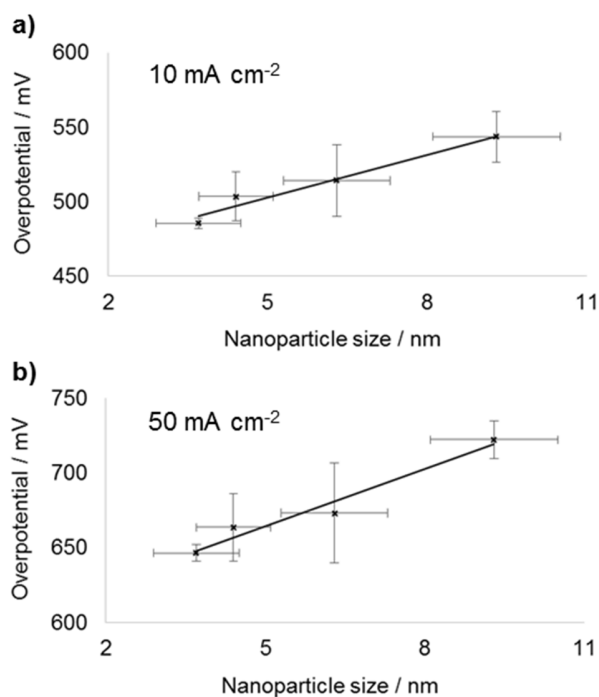 a)
600
10 mA cm-2
550
500
450
Overpotential / mV
2 5 8 11
Nanoparticle size / nm
b)
750
50 mA cm-2
700
650
600
Overpotential / mV
2 5 8 11
Nanoparticle size / nm